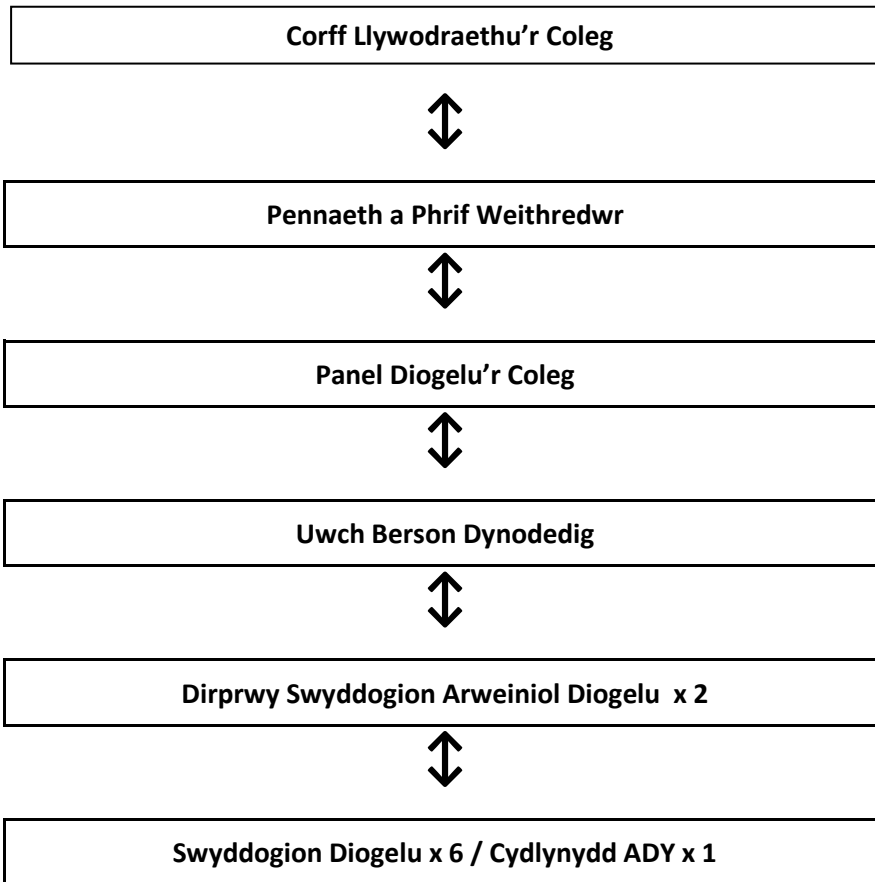 Corff Llywodraethu’r Coleg
Pennaeth a Phrif Weithredwr
Panel Diogelu’r Coleg
Uwch Berson Dynodedig
Dirprwy Swyddogion Arweiniol Diogelu x 2
Swyddogion Diogelu x 6 / Cydlynydd ADY x 1